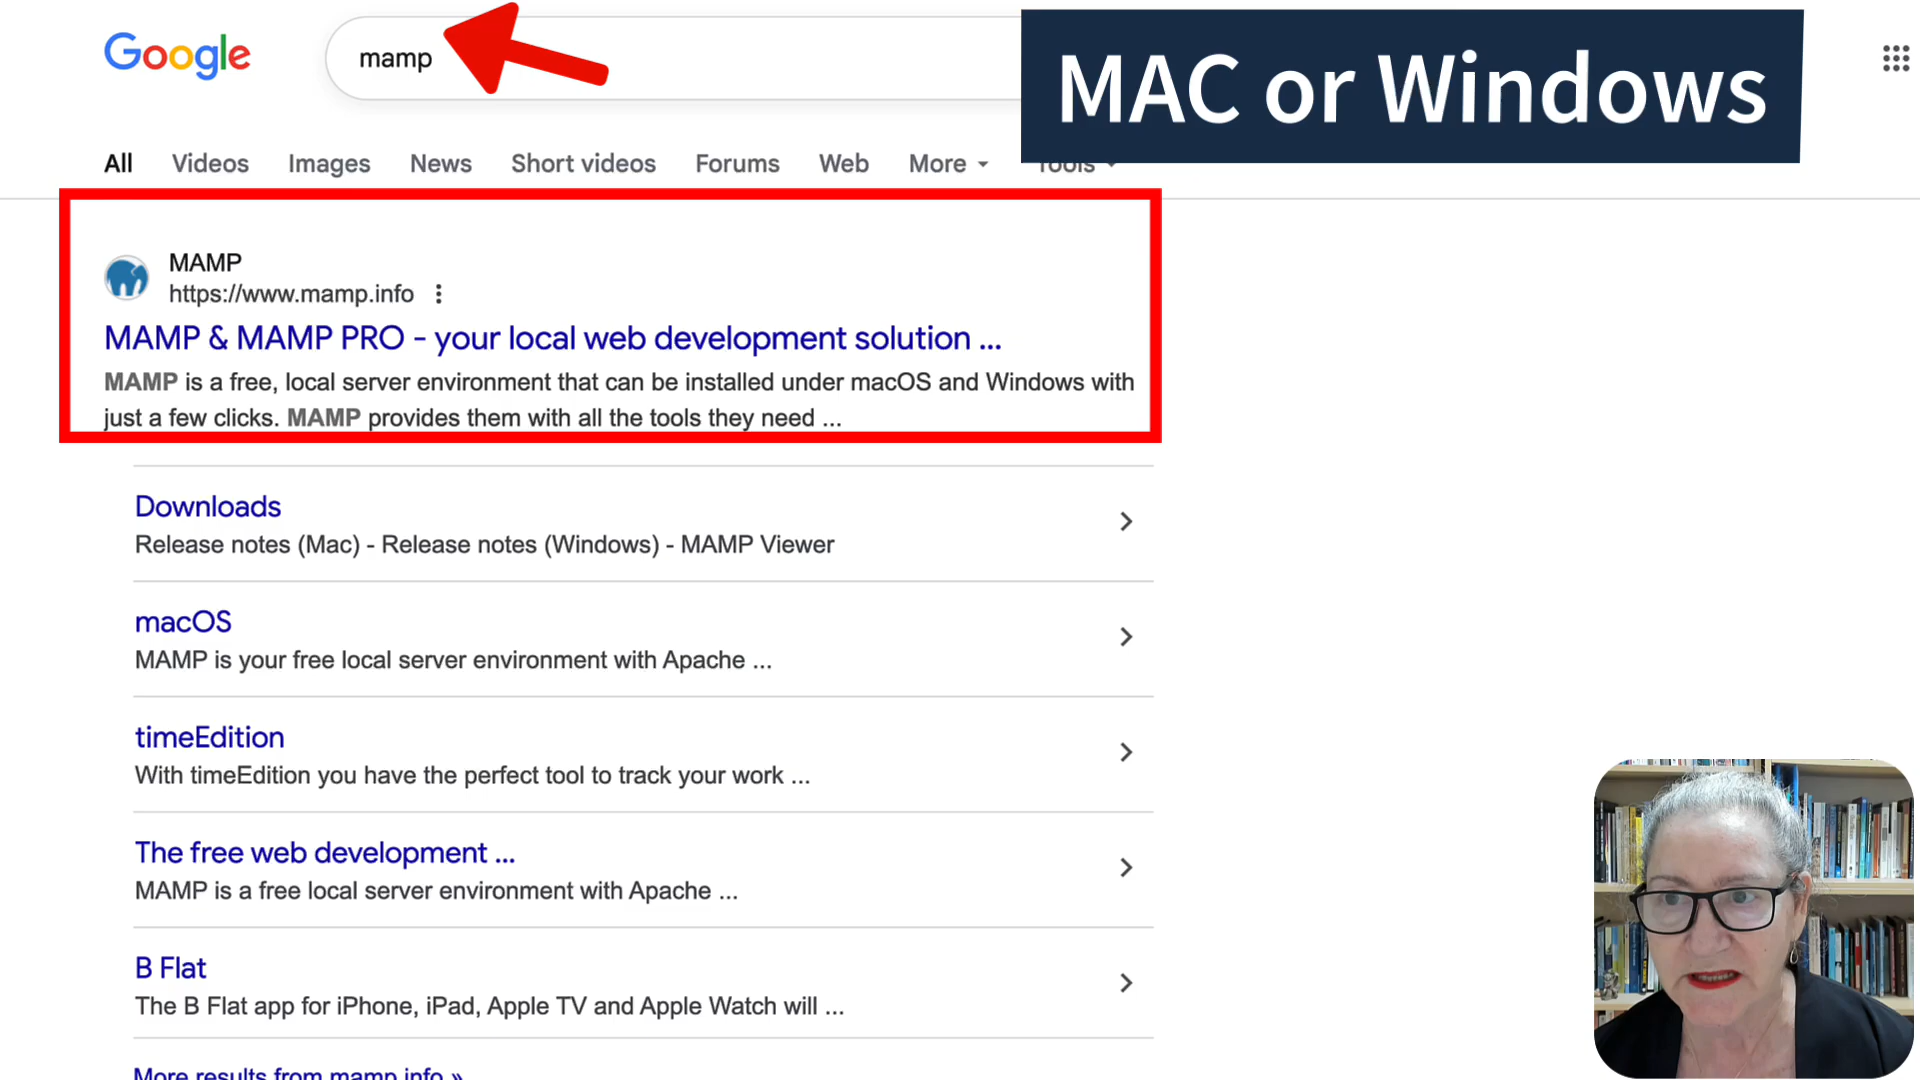 Google
mamp
MAC or Windows
All Videos Images News Short videos Forums Web More Tools
MAMP
https://www.mamp.info
MAMP & MAMP PRO - your local web development solution ...
MAMP is a free, local server environment that can be installed under macOS and Windows with
just a few clicks. MAMP provides them with all the tools they need ...
Downloads
Release notes (Mac) - Release notes (Windows) - MAMP Viewer
macOS
MAMP is your free local server environment with Apache ...
timeEdition
With timeEdition you have the perfect tool to track your work ...
The free web development ...
MAMP is a free local server environment with Apache ...
B Flat
The B Flat app for iPhone, iPad, Apple TV and Apple Watch will ...
More results from mamp.info »